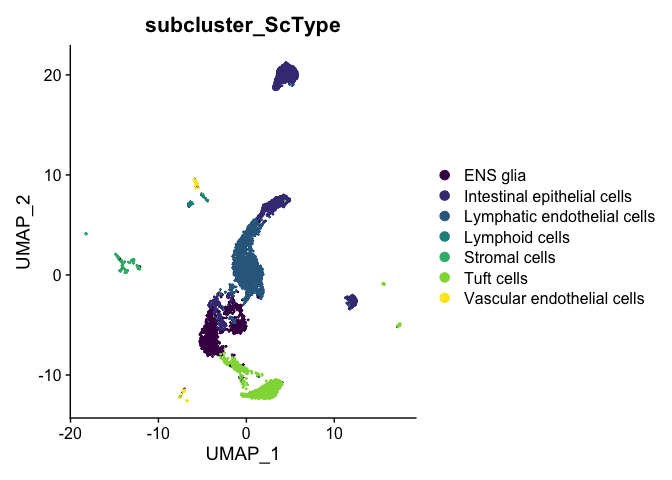 subcluster_ScType
20
10
0
-10
UMAP_2
-20
-10
0
10
UMAP_1
ENS glia
Intestinal epithelial cells
Lymphatic endothelial cells
Lymphoid cells
Stromal cells
Tuft cells
Vascular endothelial cells